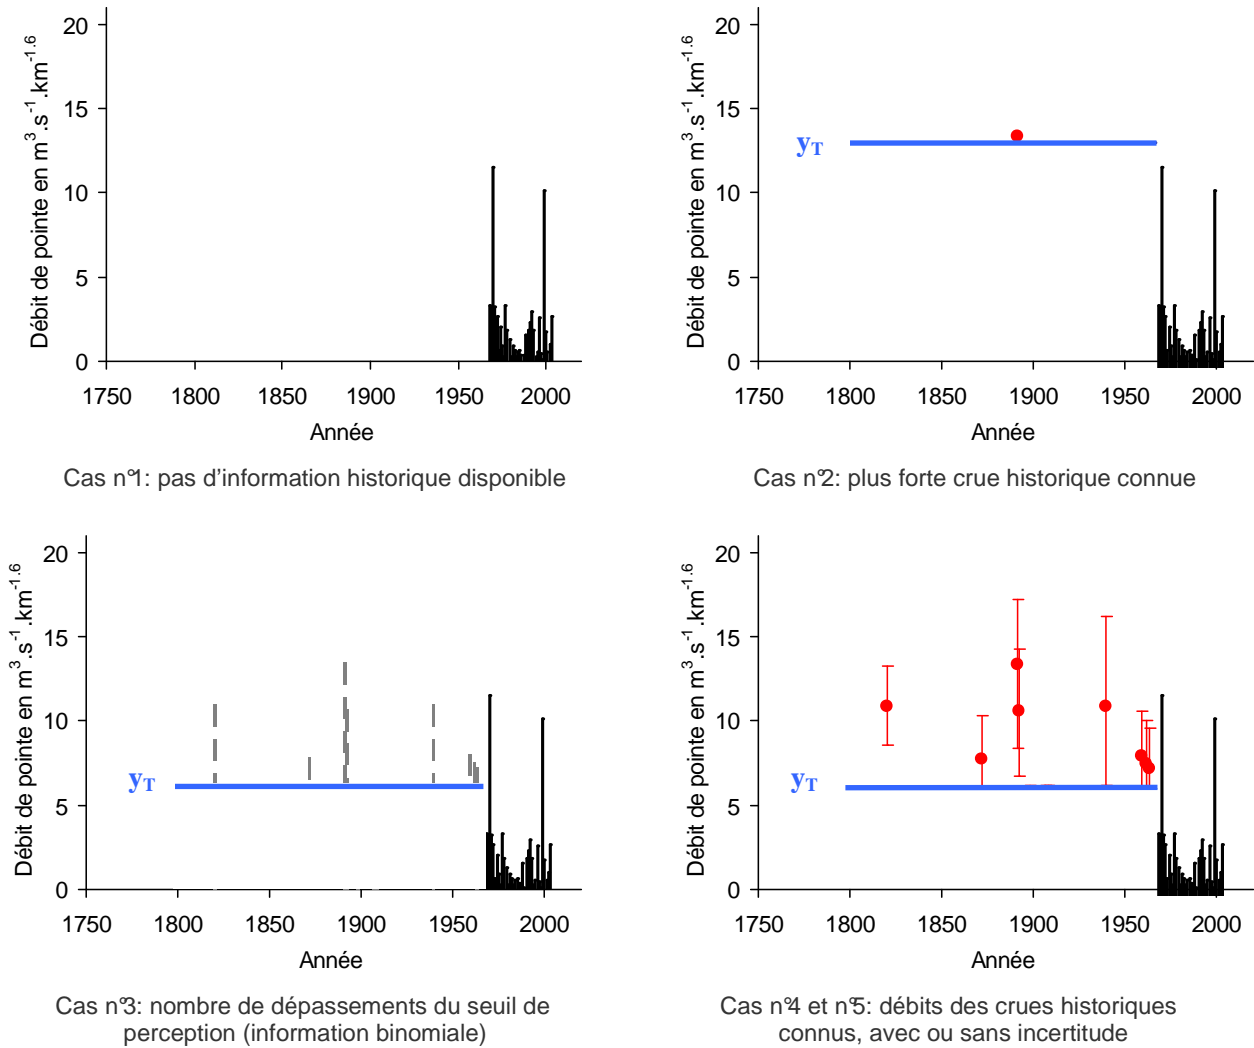 20
15
10
5
0
Débit de pointe en m³.s⁻¹.km⁻¹·⁶
1750 1800 1850 1900 1950 2000
Année
Cas n°1: pas d'information historique disponible
20
15
10
5
0
Débit de pointe en m³.s⁻¹.km⁻¹·⁶
yT
1750 1800 1850 1900 1950 2000
Année
Cas n°2: plus forte crue historique connue
20
15
10
5
0
Débit de pointe en m³.s⁻¹.km⁻¹·⁶
yT
1750 1800 1850 1900 1950 2000
Année
Cas n°3: nombre de dépassements du seuil de
perception (information binomiale)
20
15
10
5
0
Débit de pointe en m³.s⁻¹.km⁻¹·⁶
yT
1750 1800 1850 1900 1950 2000
Année
Cas n°4 et n°5: débits des crues historiques
connus, avec ou sans incertitude